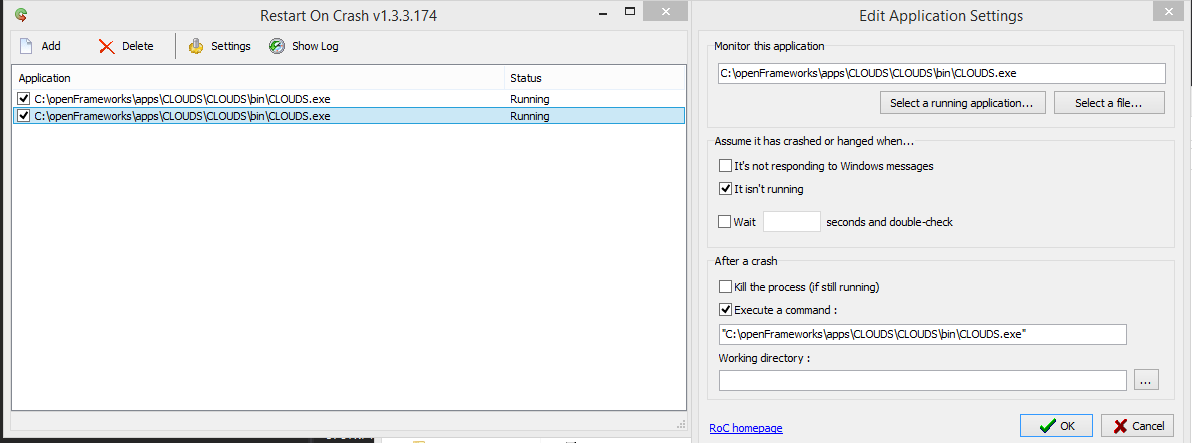 Restart On Crash v1.3.3.174
Add Delete Settings Show Log
Application Status
C:\openFrameworks\apps\CLOUDS\CLOUDS\bin\CLOUDS.exe Running
C:\openFrameworks\apps\CLOUDS\CLOUDS\bin\CLOUDS.exe Running
Edit Application Settings
Monitor this application
C:\openFrameworks\apps\CLOUDS\CLOUDS\bin\CLOUDS.exe
Select a running application... Select a file...
Assume it has crashed or hanged when...
It's not responding to Windows messages
It isn't running
Wait seconds and double-check
After a crash
Kill the process (if still running)
Execute a command :
"C:\openFrameworks\apps\CLOUDS\CLOUDS\bin\CLOUDS.exe"
Working directory :
...
RoC homepage OK Cancel